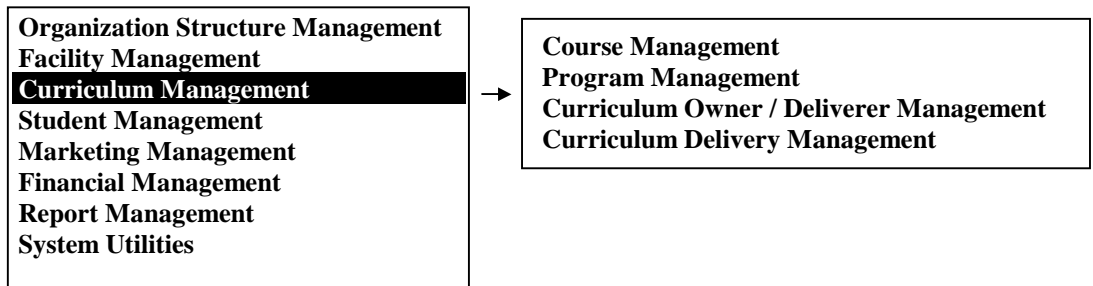 Organization Structure Management
Facility Management
Curriculum Management
Student Management
Marketing Management
Financial Management
Report Management
System Utilities
Course Management
Program Management
Curriculum Owner / Deliverer Management
Curriculum Delivery Management